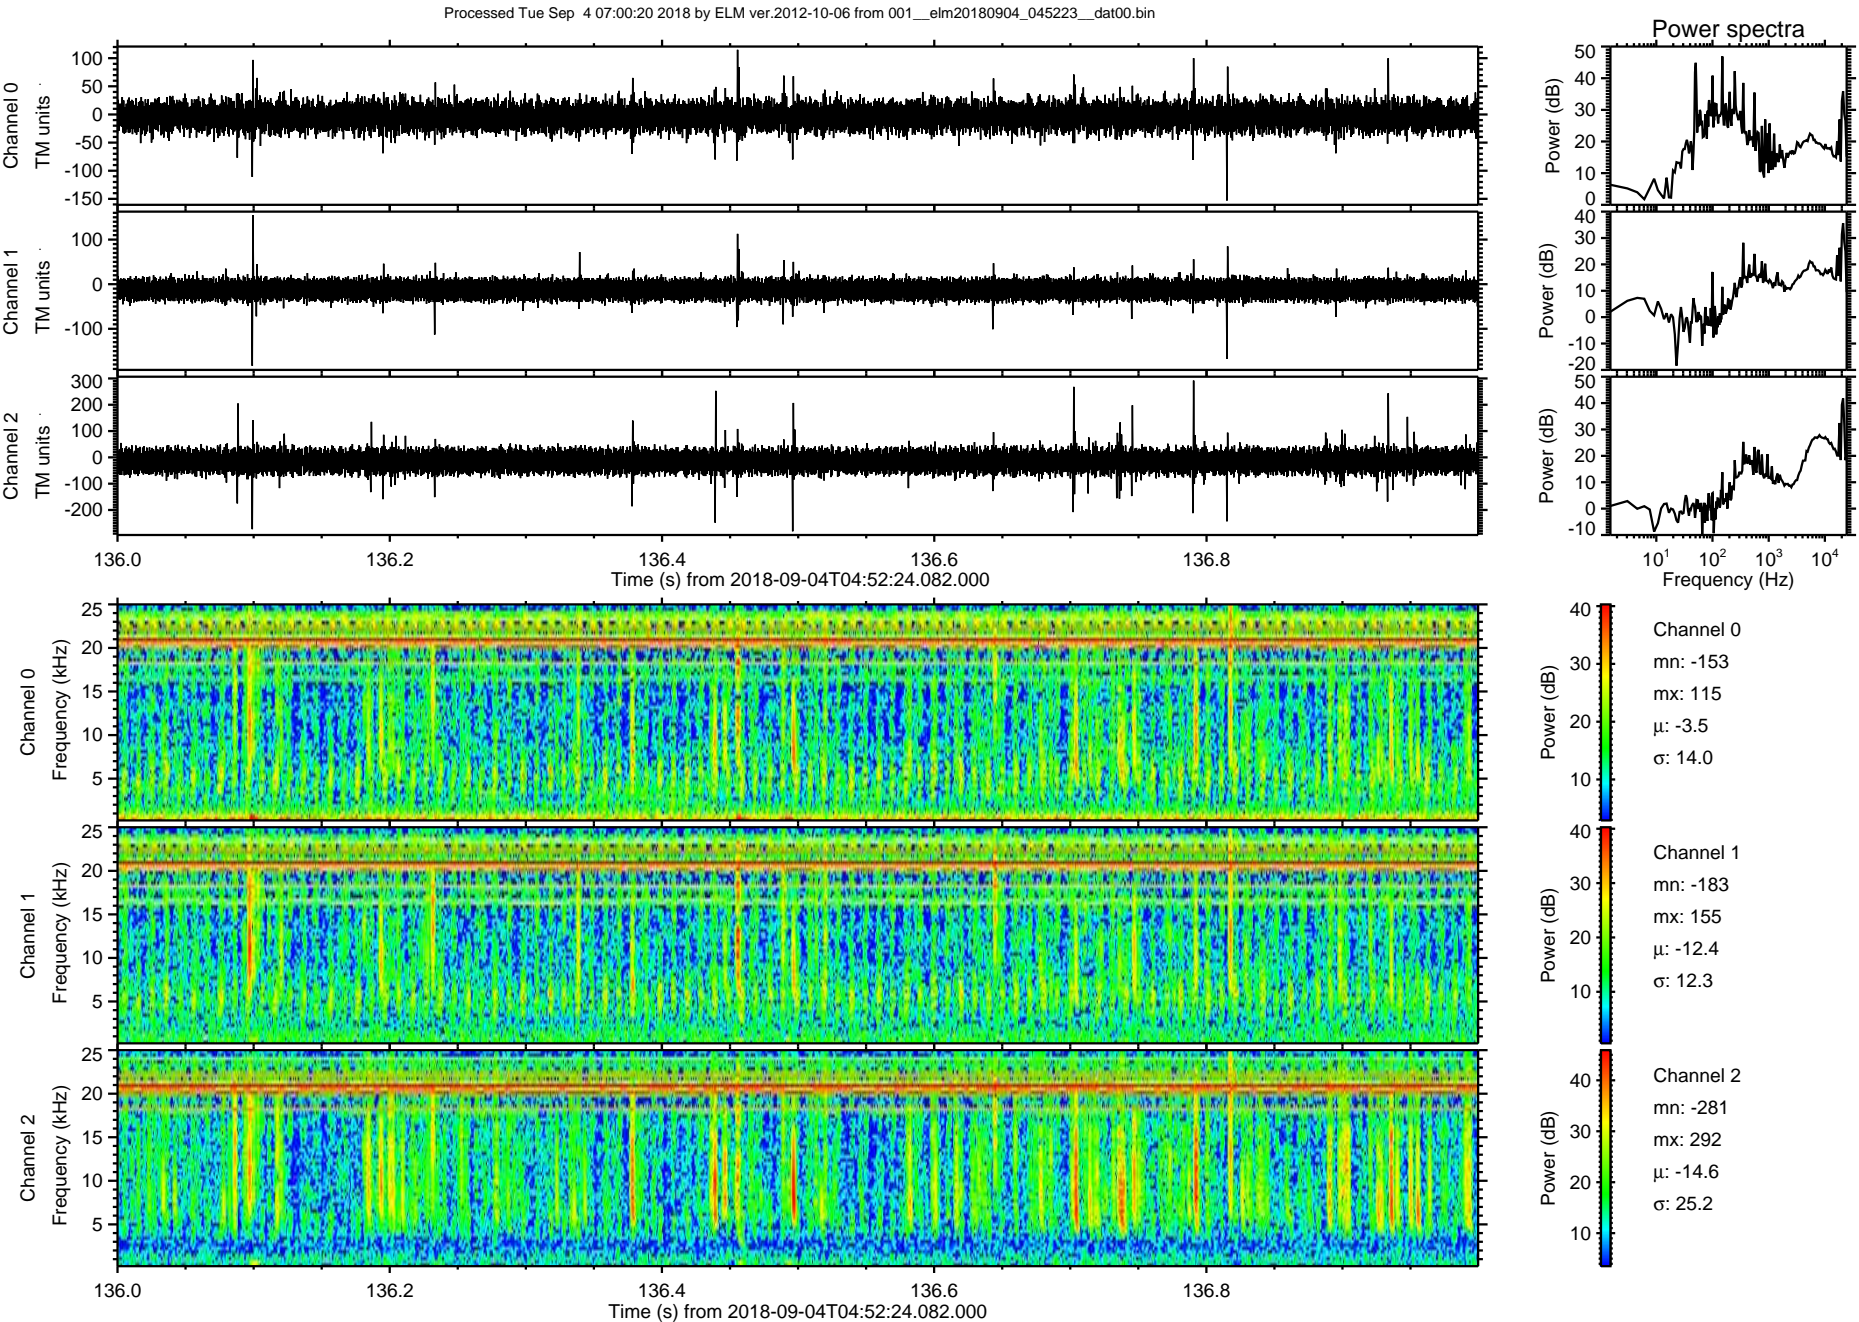 Processed Tue Sep  4 07:00:20 2018 by ELM ver.2012-10-06 from 001__elm20180904_045223__dat00.bin
Power spectra
Channel 0
TM units
100
50
0
-50
-100
-150
Power (dB)
50
40
30
20
10
0
Channel 1
TM units
100
0
-100
Power (dB)
40
30
20
10
0
-10
-20
Channel 2
TM units
300
200
100
0
-100
-200
Power (dB)
50
40
30
20
10
0
-10
136.0 136.2 136.4 136.6 136.8
Time (s) from 2018-09-04T04:52:24.082.000
10^1 10^2 10^3 10^4
Frequency (Hz)
Channel 0
Frequency (kHz)
25
20
15
10
5
Power (dB)
40
30
20
10
Channel 0
mn: -153
mx: 115
μ: -3.5
σ: 14.0
Channel 1
Frequency (kHz)
25
20
15
10
5
Power (dB)
40
30
20
10
Channel 1
mn: -183
mx: 155
μ: -12.4
σ: 12.3
Channel 2
Frequency (kHz)
25
20
15
10
5
Power (dB)
40
30
20
10
Channel 2
mn: -281
mx: 292
μ: -14.6
σ: 25.2
136.0 136.2 136.4 136.6 136.8
Time (s) from 2018-09-04T04:52:24.082.000